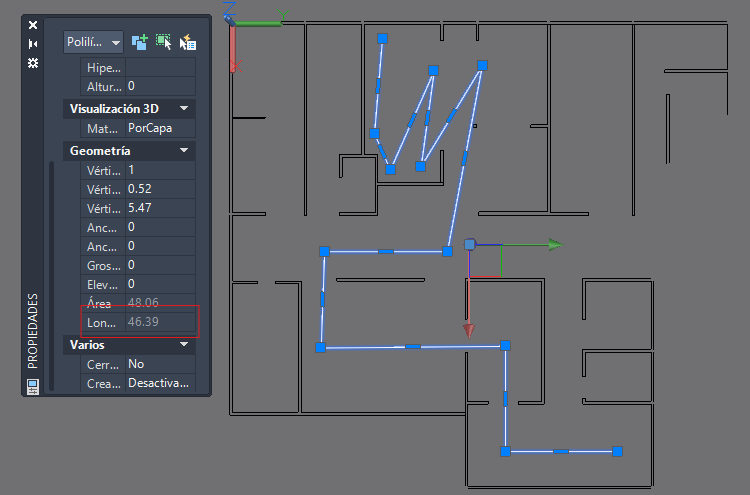 Polilí...
Hipe...
Altur... 0
Visualización 3D
Mat... PorCapa
Geometría
Vérti... 1
Vérti... 0.52
Vérti... 5.47
Anc... 0
Anc... 0
Gros... 0
Elev... 0
Área 48.06
Lon... 46.39
Varios
Cerr... No
Crea... Desactiva...
PROPIEDADES
Z
Y
X